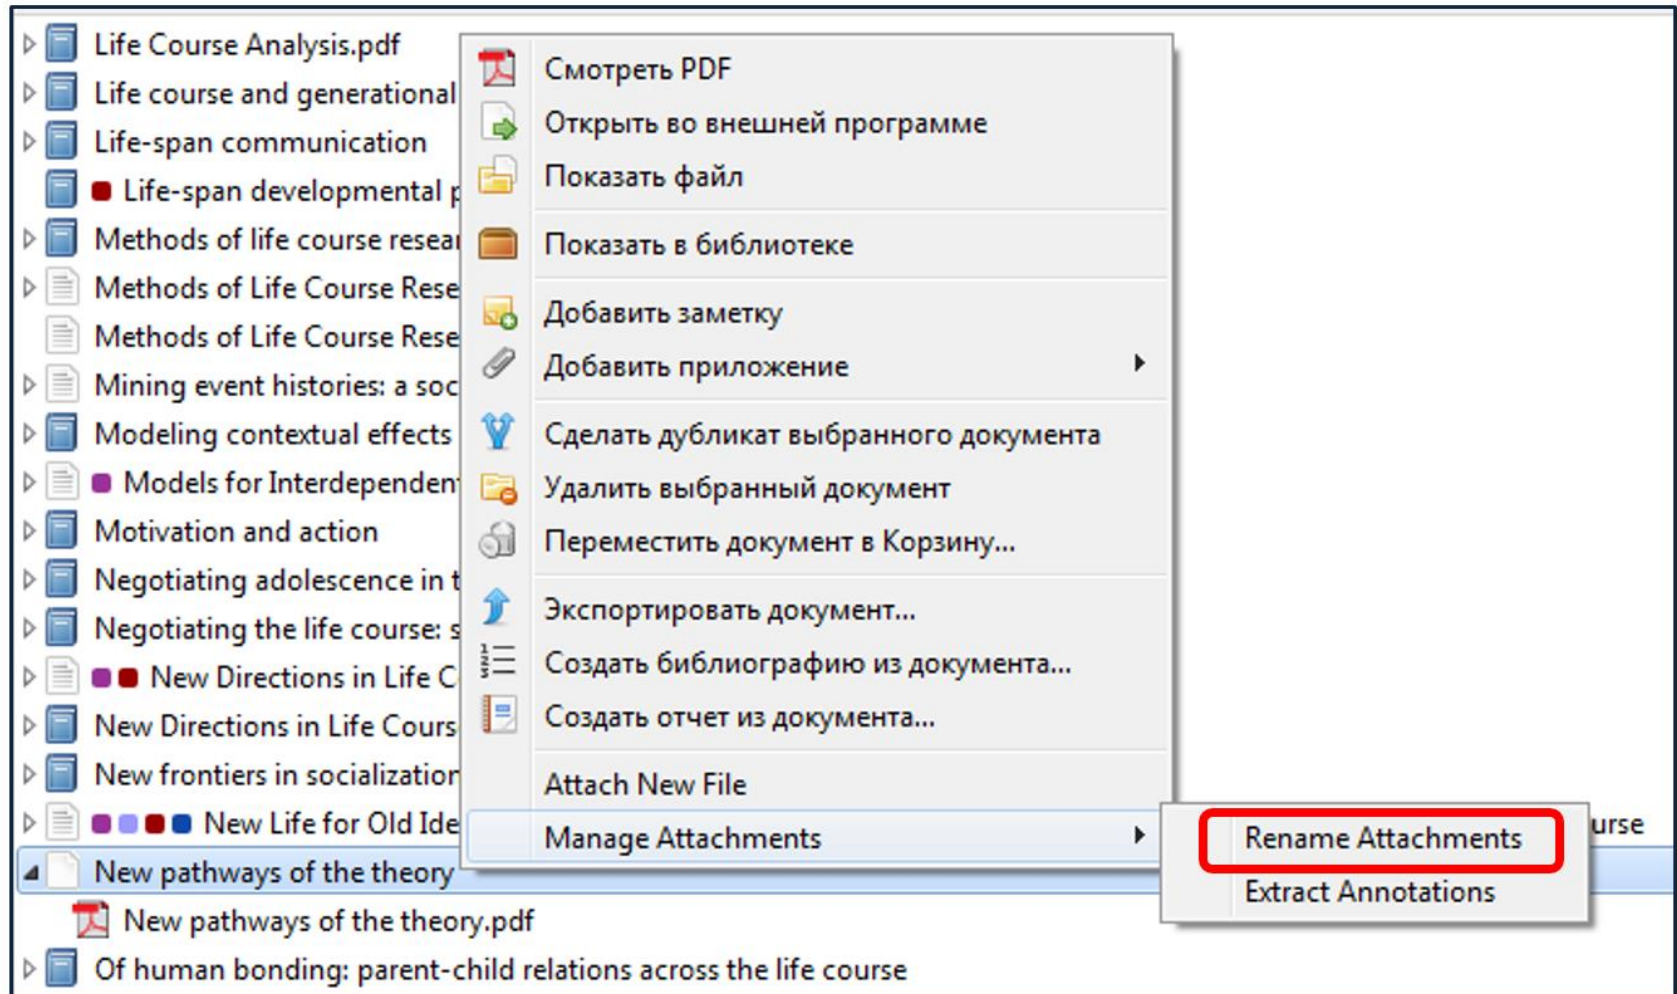 Life Course Analysis.pdf
Life course and generational
Life-span communication
Life-span developmental p
Methods of life course resear
Methods of Life Course Rese
Methods of Life Course Rese
Mining event histories: a soc
Modeling contextual effects
Models for Interdependent
Motivation and action
Negotiating adolescence in t
Negotiating the life course: s
New Directions in Life C
New Directions in Life Cours
New frontiers in socialization
New Life for Old Ide
urse
New pathways of the theory
New pathways of the theory.pdf
Of human bonding: parent-child relations across the life course
Смотреть PDF
Открыть во внешней программе
Показать файл
Показать в библиотеке
Добавить заметку
Добавить приложение
Сделать дубликат выбранного документа
Удалить выбранный документ
Переместить документ в Корзину...
Экспортировать документ...
Создать библиографию из документа...
Создать отчет из документа...
Attach New File
Manage Attachments
Rename Attachments
Extract Annotations